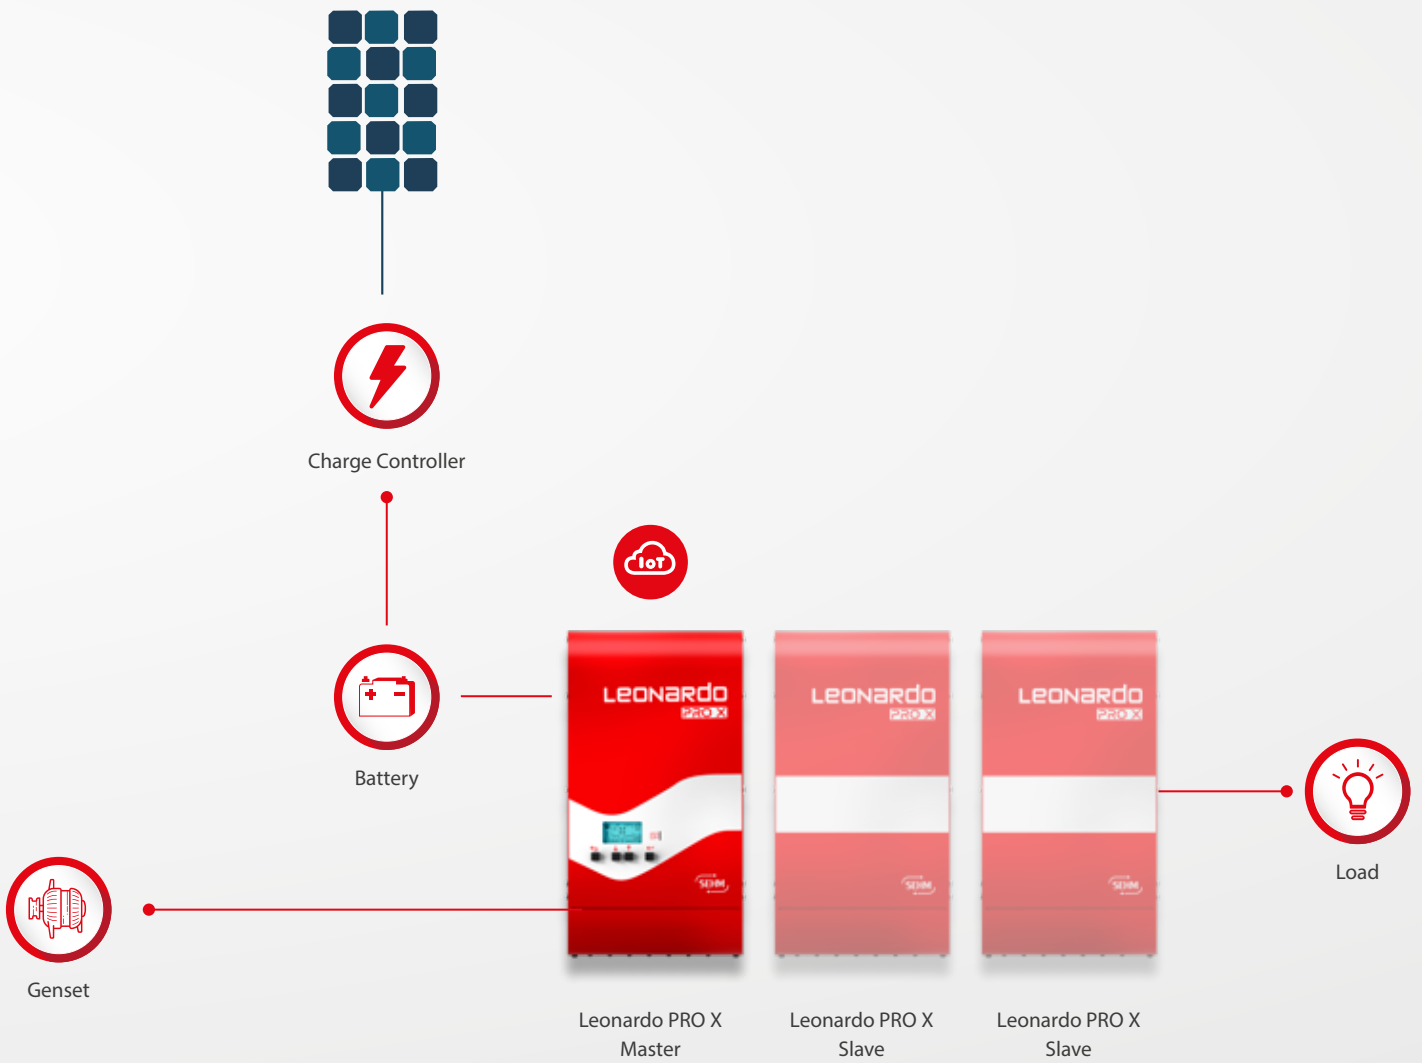 Charge Controller
IoT
LEONARDO
PRO X
LEONARDO
PRO X
LEONARDO
PRO X
Battery
Load
Genset
Leonardo PRO X
Master
Leonardo PRO X
Slave
Leonardo PRO X
Slave